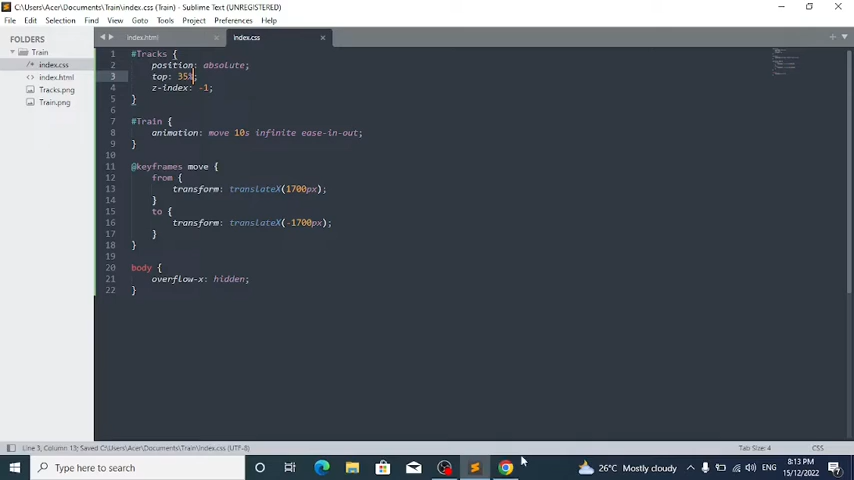 C:\Users\Acer\Documents\Train\index.css (Train) - Sublime Text (UNREGISTERED)
File Edit Selection Find View Goto Tools Project Preferences Help
FOLDERS
Train
index.css
index.html
Tracks.png
Train.png
index.html
index.css
1 #Tracks {
2 position: absolute;
3 top: 35%;
4 z-index: -1;
5 }
6
7 #Train {
8 animation: move 10s infinite ease-in-out;
9 }
10
11 @keyframes move {
12 from {
13 transform: translateX(1700px);
14 }
15 to {
16 transform: translateX(-1700px);
17 }
18 }
19
20 body {
21 overflow-x: hidden;
22 }
Line 3, Column 13; Saved C:\Users\Acer\Documents\Train\index.css (UTF-8)
Tab Size: 4
CSS
Type here to search
26°C Mostly cloudy
ENG
8:13 PM
15/12/2022
7